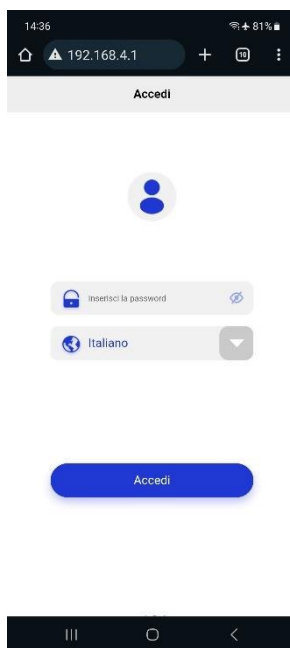 14:36 81%
192.168.4.1 10
Accedi
Inserisci la password
Italiano
Accedi